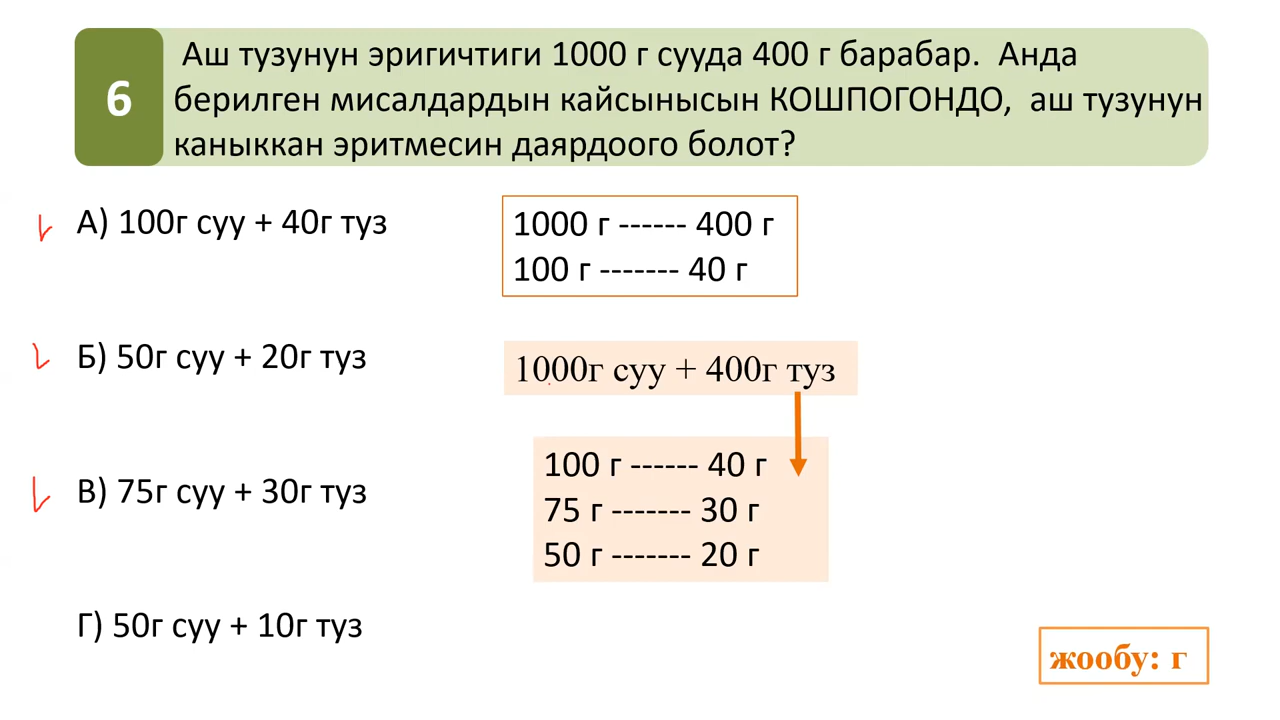 6
Аш тузунун эригичтиги 1000 г сууда 400 г барабар. Анда
берилген мисалдардын кайсынысын КОШПОГОНДО, аш тузунун
каныккан эритмесин даярдоого болот?
А) 100г суу + 40г туз
1000 г ------ 400 г
100 г ------- 40 г
Б) 50г суу + 20г туз
1000г суу + 400г туз
100 г ------ 40 г
75 г ------- 30 г
50 г ------- 20 г
В) 75г суу + 30г туз
Г) 50г суу + 10г туз
жообу: г